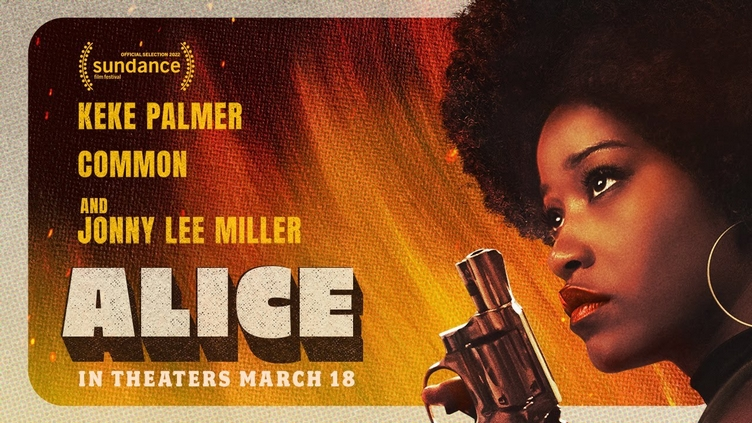 OFFICIAL SELECTION 2022
sundance
film festival
KEKE PALMER
COMMON
AND
JONNY LEE MILLER
ALICE
IN THEATERS MARCH 18